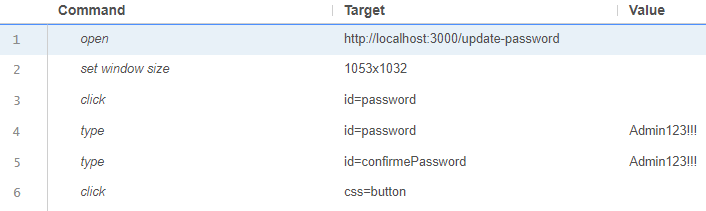 Command Target Value
1 open http://localhost:3000/update-password
2 set window size 1053x1032
3 click id=password
4 type id=password Admin123!!!
5 type id=confirmePassword Admin123!!!
6 click css=button